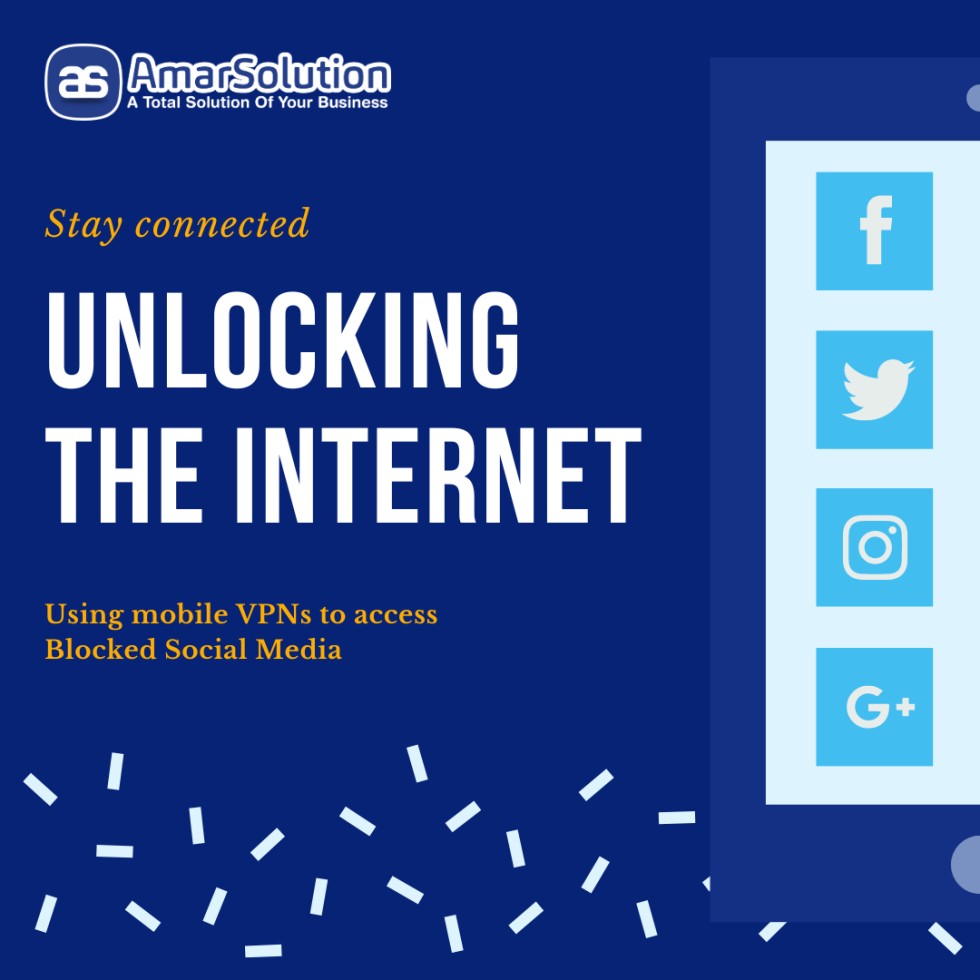 as AmarSolution
A Total Solution Of Your Business
Stay connected
UNLOCKING
THE INTERNET
Using mobile VPNs to access
Blocked Social Media
f
G+